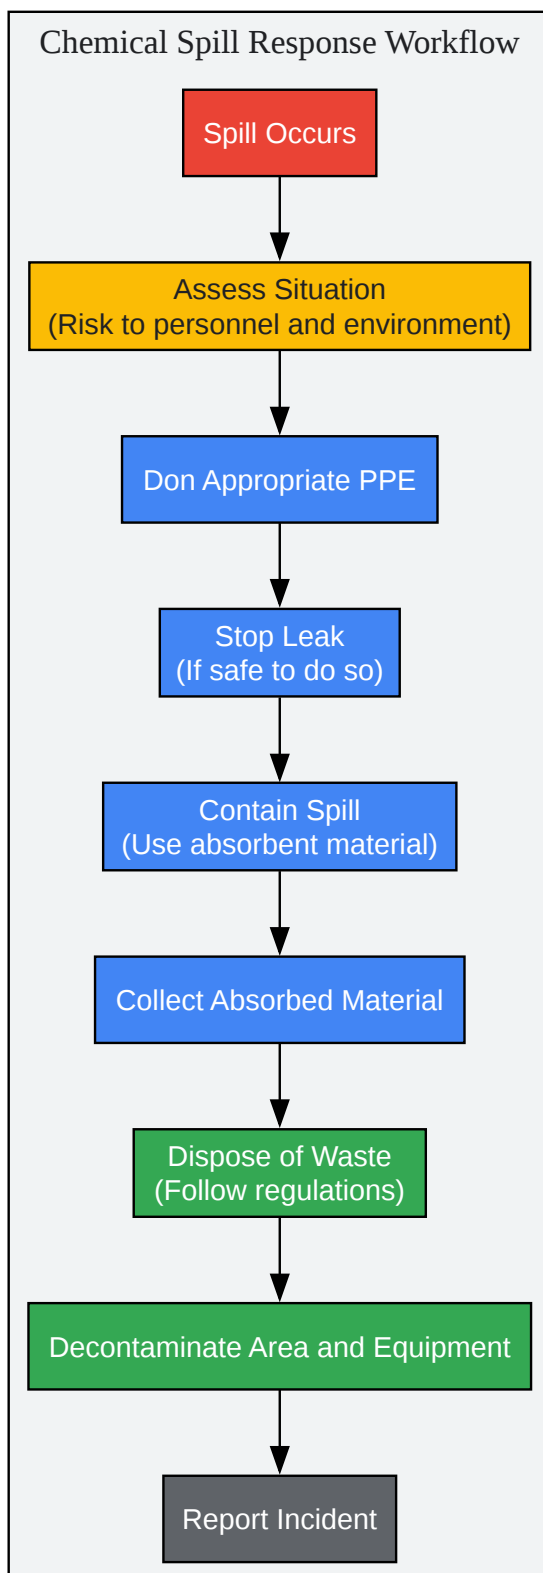 Chemical Spill Response Workflow
Spill Occurs
Assess Situation
(Risk to personnel and environment)
Don Appropriate PPE
Stop Leak
(If safe to do so)
Contain Spill
(Use absorbent material)
Collect Absorbed Material
Dispose of Waste
(Follow regulations)
Decontaminate Area and Equipment
Report Incident